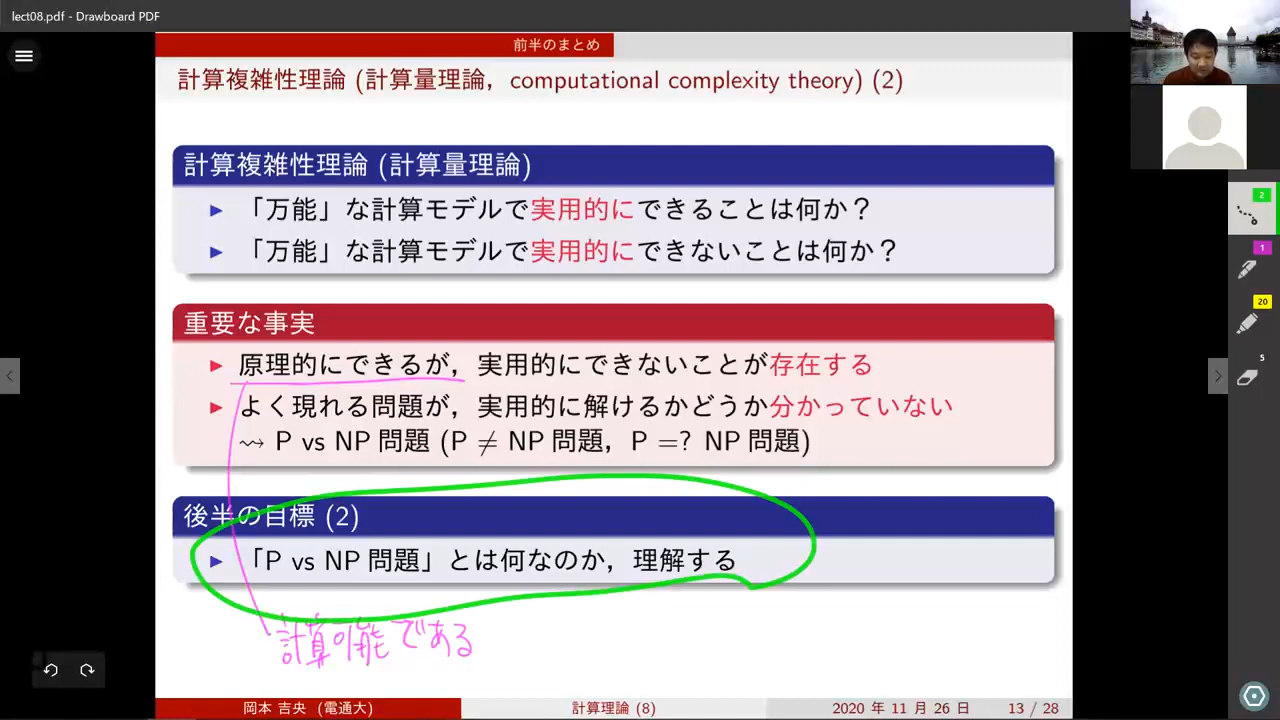 lect08.pdf - Drawboard PDF
前半のまとめ
計算複雑性理論 (計算量理論，computational complexity theory) (2)
計算複雑性理論 (計算量理論)
▶ 「万能」な計算モデルで実用的にできることは何か？
▶ 「万能」な計算モデルで実用的にできないことは何か？
重要な事実
▶ 原理的にできるが，実用的にできないことが存在する
▶ よく現れる問題が，実用的に解けるかどうか分かっていない
⇝ P vs NP 問題 (P ≠ NP 問題，P =? NP 問題)
後半の目標 (2)
▶ 「P vs NP 問題」とは何なのか，理解する
計算可能である
岡本 吉央 (電通大)
計算理論 (8)
2020 年 11 月 26 日
13 / 28
2
1
20
5